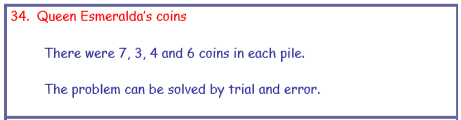 34. Queen Esmeralda's coins
There were 7, 3, 4 and 6 coins in each pile.
The problem can be solved by trial and error.